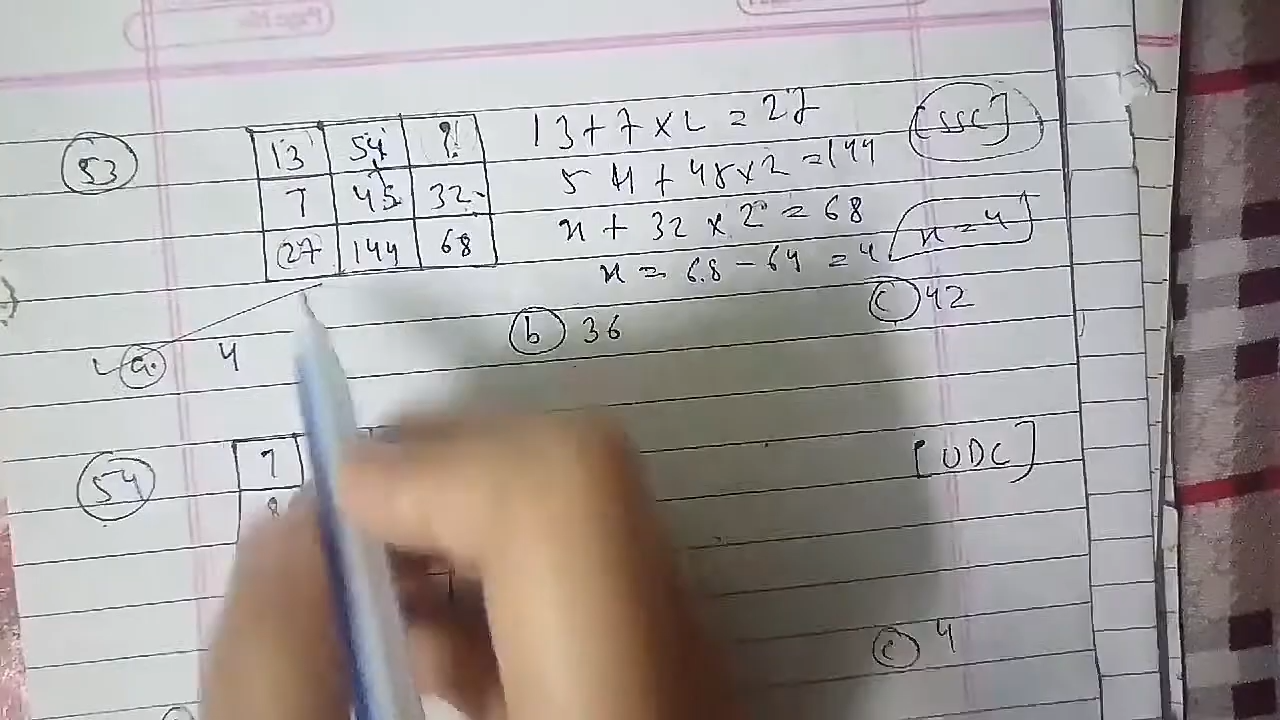 53 13 54 ? 13 + 7 × 2 = 27 [SSC]
7 45 32 54 + 45 × 2 = 144
27 144 68 x + 32 × 2 = 68 x = 4
x = 68 - 64 = 4
a. 4 b 36 c 42
54 7 [UDC]
8
c 4